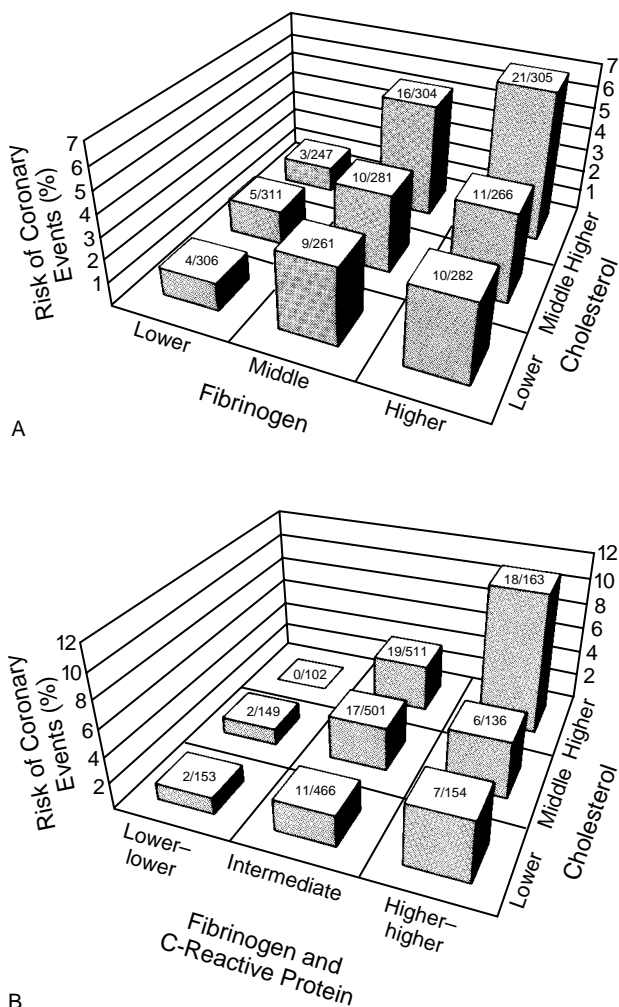 7
6
5
4
3
2
1
Risk of Coronary
Events (%)
7
6
5
4
3
2
1
3/247
16/304
21/305
5/311
10/281
11/266
4/306
9/261
10/282
Lower
Middle
Higher
Fibrinogen
Lower
Middle
Higher
Cholesterol
A
12
10
8
6
4
2
Risk of Coronary
Events (%)
12
10
8
6
4
2
0/102
19/511
18/163
2/149
17/501
6/136
2/153
11/466
7/154
Lower–
lower
Intermediate
Higher–
higher
Fibrinogen and
C-Reactive Protein
Lower
Middle
Higher
Cholesterol
B